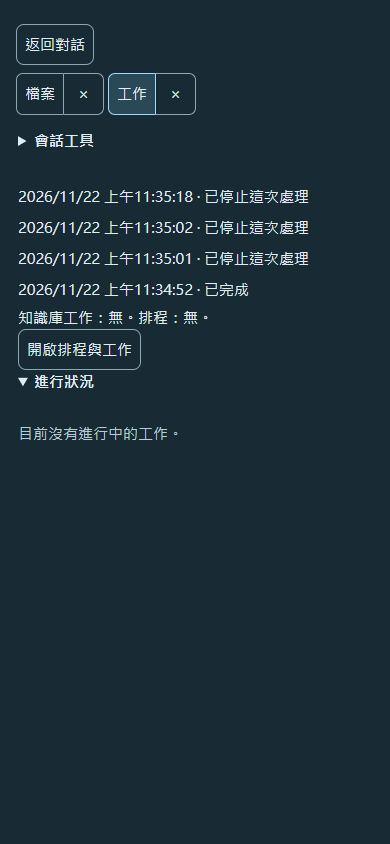 返回對話
檔案 × 工作 ×
▶ 會話工具
2026/11/22 上午11:35:18 · 已停止這次處理
2026/11/22 上午11:35:02 · 已停止這次處理
2026/11/22 上午11:35:01 · 已停止這次處理
2026/11/22 上午11:34:52 · 已完成
知識庫工作：無。排程：無。
開啟排程與工作
▼ 進行狀況
目前沒有進行中的工作。